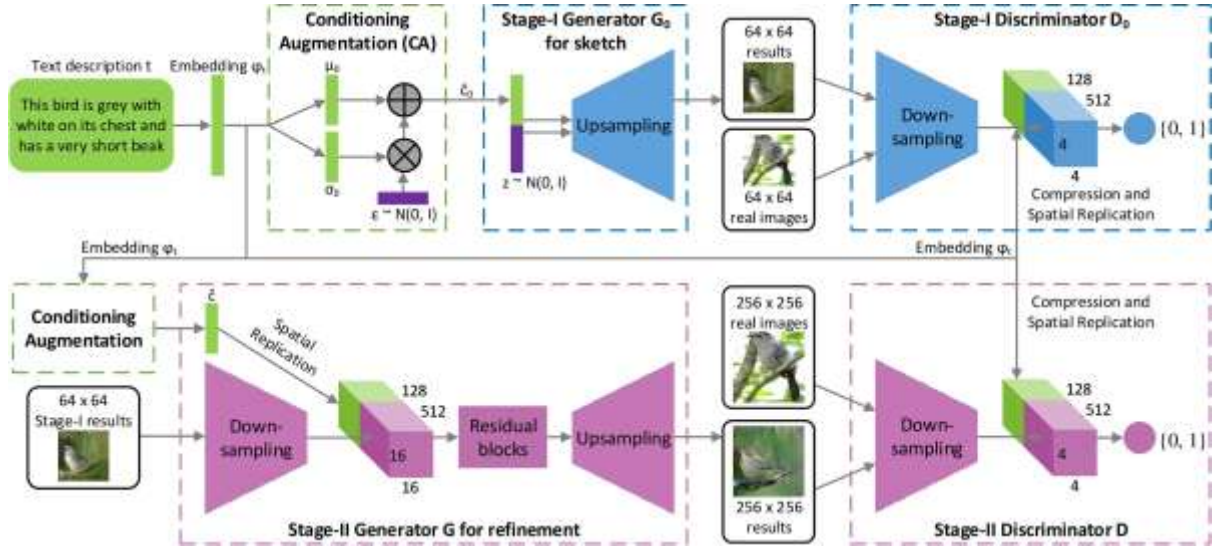 Conditioning
Augmentation (CA)
Stage-I Generator G₀
for sketch
Stage-I Discriminator D₀
Text description t
Embedding φₜ
This bird is grey with
white on its chest and
has a very short beak
μ₀
σ₀
ε ~ N(0, I)
ĉ₀
z ~ N(0, I)
Upsampling
64 x 64
results
64 x 64
real images
Down-
sampling
128
512
4
4
{0, 1}
Compression and
Spatial Replication
Embedding φₜ
Embedding φₜ
Conditioning
Augmentation
ĉ
Spatial
Replication
64 x 64
Stage-I results
Down-
sampling
128
512
16
16
Residual
blocks
Upsampling
Stage-II Generator G for refinement
256 x 256
real images
256 x 256
results
Compression and
Spatial Replication
Down-
sampling
128
512
4
4
{0, 1}
Stage-II Discriminator D